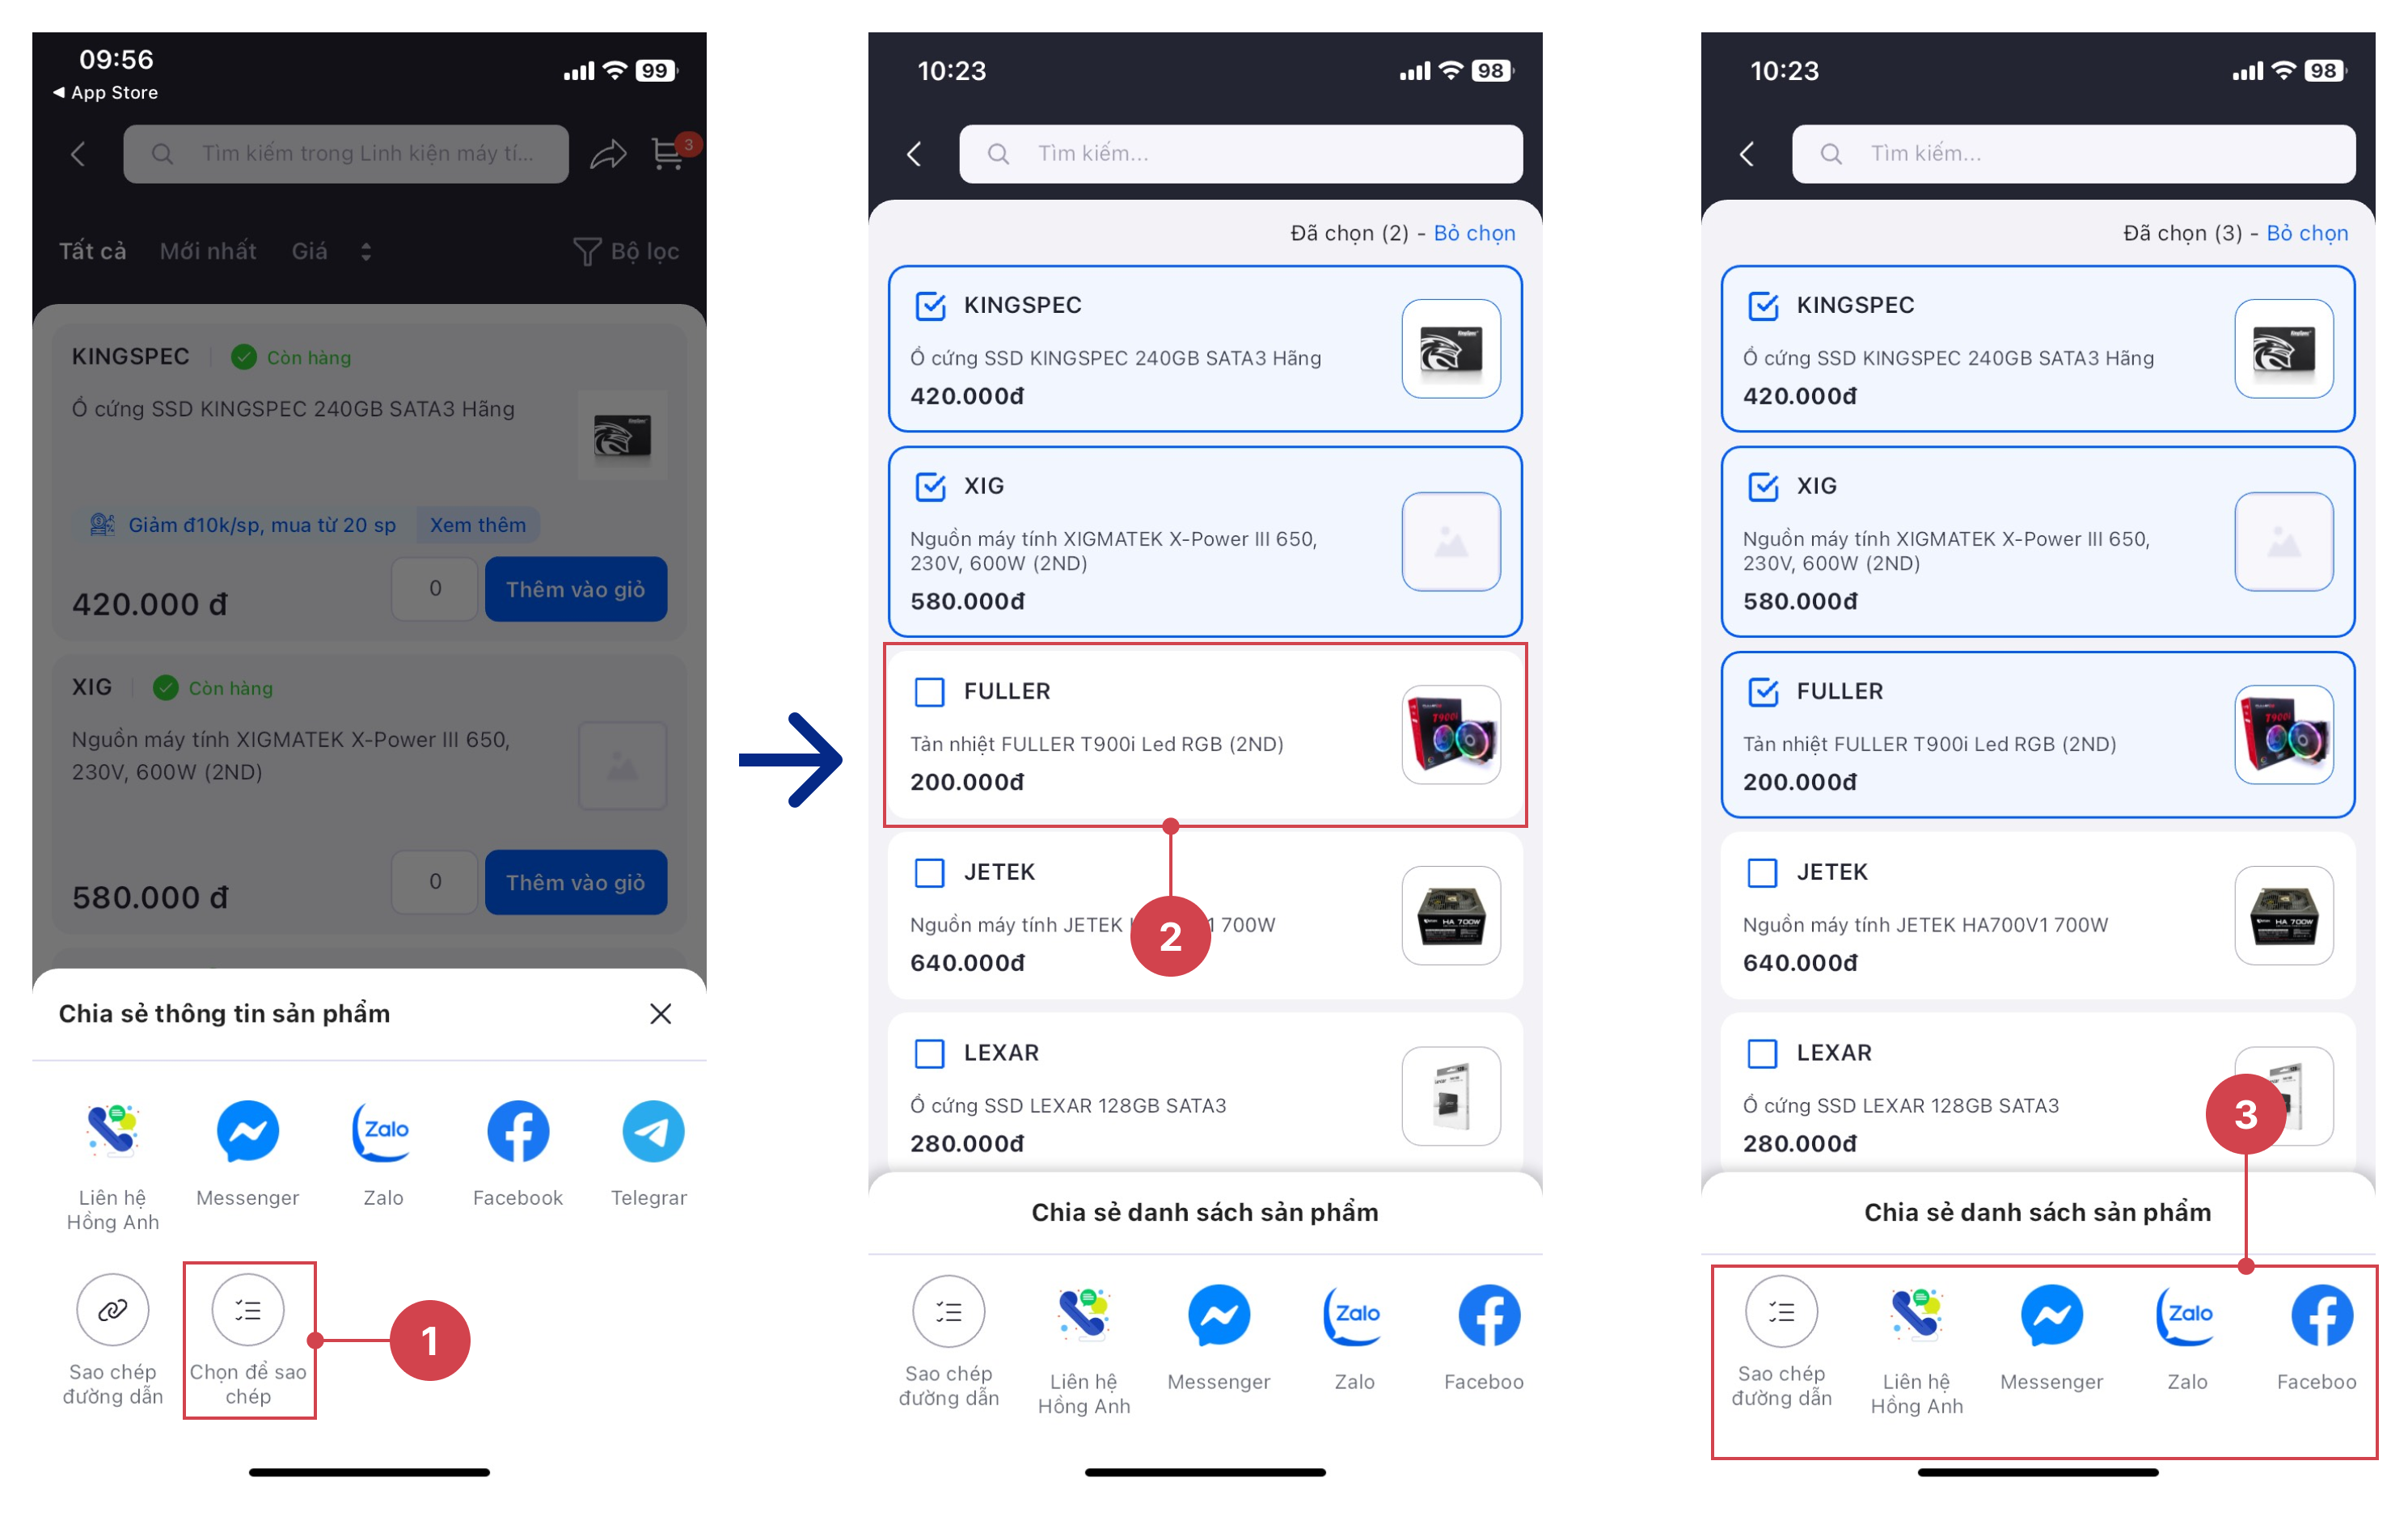 09:56
◀ App Store
99
Tìm kiếm trong Linh kiện máy tí...
3
Tất cả
Mới nhất
Giá
Bộ lọc
KINGSPEC
Còn hàng
Ổ cứng SSD KINGSPEC 240GB SATA3 Hãng
Giảm đ10k/sp, mua từ 20 sp
Xem thêm
420.000 đ
0
Thêm vào giỏ
XIG
Còn hàng
Nguồn máy tính XIGMATEK X-Power III 650,
230V, 600W (2ND)
580.000 đ
0
Thêm vào giỏ
Chia sẻ thông tin sản phẩm
Liên hệ
Hồng Anh
Messenger
Zalo
Zalo
Facebook
Telegrar
Sao chép
đường dẫn
Chọn để sao
chép
1
10:23
98
Tìm kiếm...
Đã chọn (2) - Bỏ chọn
KINGSPEC
Ổ cứng SSD KINGSPEC 240GB SATA3 Hãng
420.000đ
XIG
Nguồn máy tính XIGMATEK X-Power III 650,
230V, 600W (2ND)
580.000đ
FULLER
Tản nhiệt FULLER T900i Led RGB (2ND)
200.000đ
T900i
JETEK
Nguồn máy tính JETEK
1 700W
640.000đ
HA 700W
2
LEXAR
Ổ cứng SSD LEXAR 128GB SATA3
280.000đ
Chia sẻ danh sách sản phẩm
Sao chép
đường dẫn
Liên hệ
Hồng Anh
Messenger
Zalo
Zalo
Faceboo
10:23
98
Tìm kiếm...
Đã chọn (3) - Bỏ chọn
KINGSPEC
Ổ cứng SSD KINGSPEC 240GB SATA3 Hãng
420.000đ
XIG
Nguồn máy tính XIGMATEK X-Power III 650,
230V, 600W (2ND)
580.000đ
FULLER
Tản nhiệt FULLER T900i Led RGB (2ND)
200.000đ
T900i
JETEK
Nguồn máy tính JETEK HA700V1 700W
640.000đ
HA 700W
LEXAR
Ổ cứng SSD LEXAR 128GB SATA3
280.000đ
3
Chia sẻ danh sách sản phẩm
Sao chép
đường dẫn
Liên hệ
Hồng Anh
Messenger
Zalo
Zalo
Faceboo